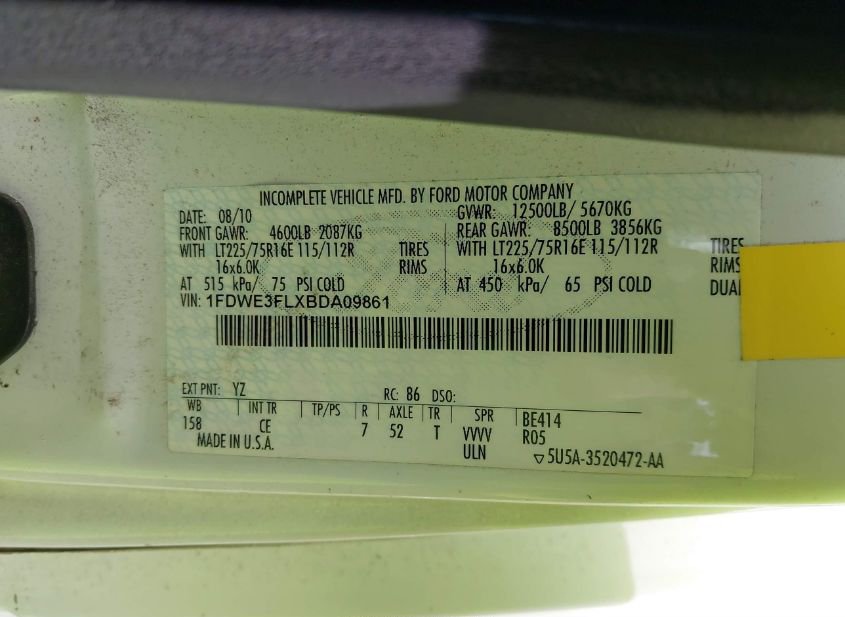 INCOMPLETE VEHICLE MFD. BY FORD MOTOR COMPANY
DATE: 08/10 GVWR: 12500LB/ 5670KG
FRONT GAWR: 4600LB 2087KG REAR GAWR: 8500LB 3856KG
WITH LT225/75R16E 115/112R TIRES WITH LT225/75R16E 115/112R TIRES
16x6.0K RIMS 16x6.0K RIMS
AT 515 kPa/ 75 PSI COLD AT 450 kPa/ 65 PSI COLD DUAL
VIN: 1FDWE3FLXBDA09861
EXT PNT: YZ RC: 86 DSO:
WB INT TR TP/PS R AXLE TR SPR BE414
158 CE 7 52 T VVVV R05
MADE IN U.S.A. ULN ▽5U5A-3520472-AA